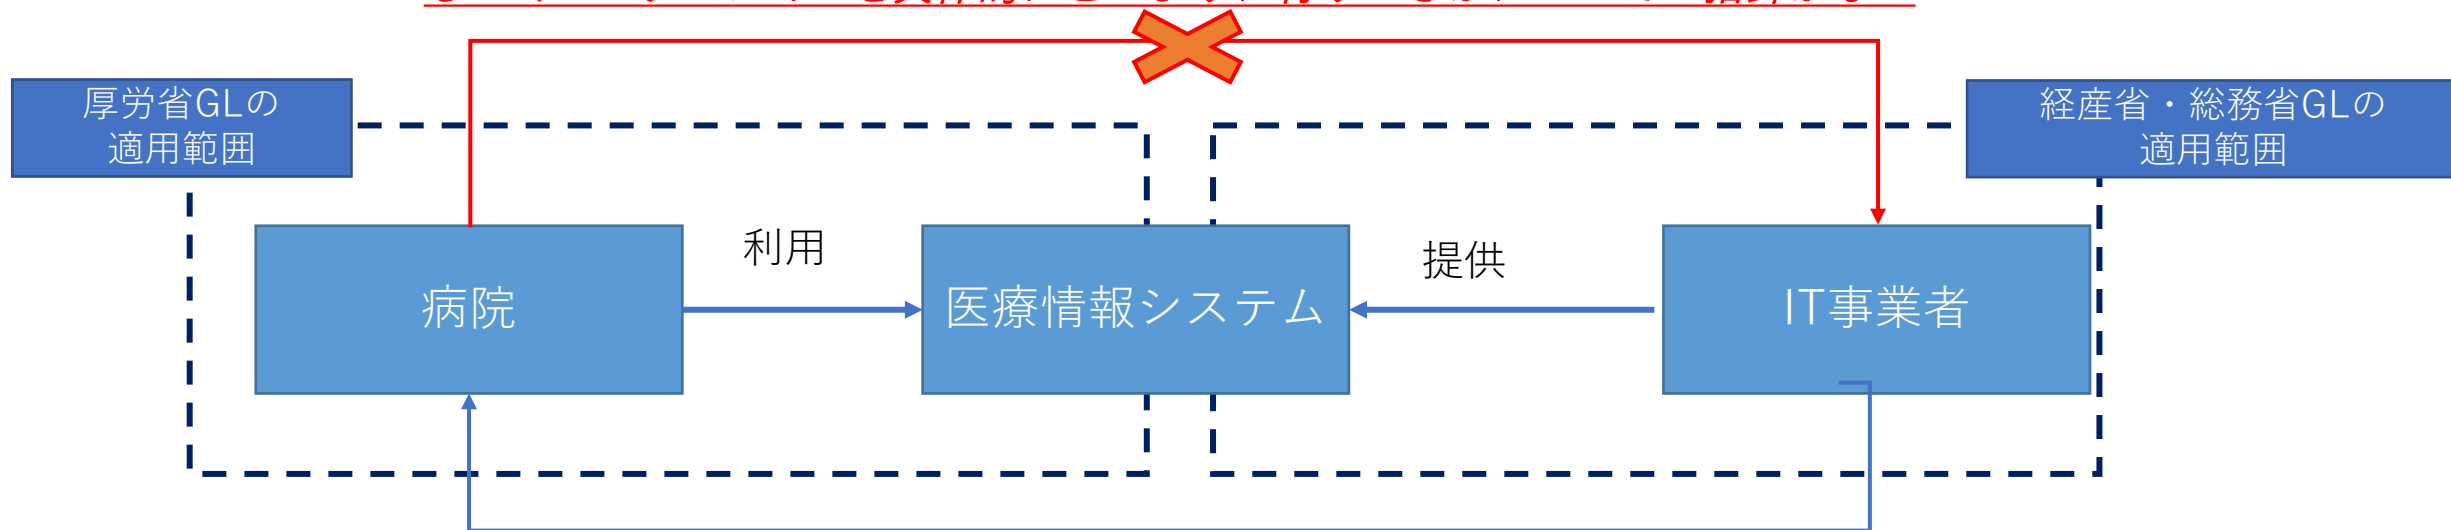 厚労省GLの
適用範囲
経産省・総務省GLの
適用範囲
利用
提供
病院
医療情報システム
IT事業者